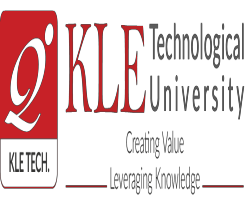 KLE Technological
University
Creating Value
Leveraging Knowledge
KLE TECH.